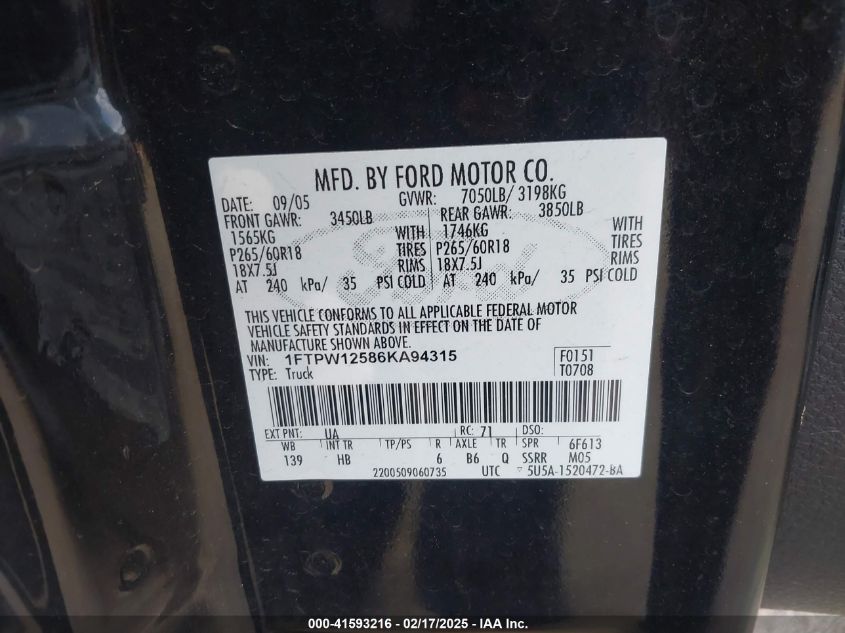 MFD. BY FORD MOTOR CO.
DATE: 09/05 GVWR: 7050LB/ 3198KG
FRONT GAWR: 3450LB REAR GAWR: 3850LB
1565KG WITH 1746KG WITH
P265/60R18 TIRES P265/60R18 TIRES
18X7.5J RIMS 18X7.5J RIMS
AT 240 kPa/ 35 PSI COLD AT 240 kPa/ 35 PSI COLD
THIS VEHICLE CONFORMS TO ALL APPLICABLE FEDERAL MOTOR
VEHICLE SAFETY STANDARDS IN EFFECT ON THE DATE OF
MANUFACTURE SHOWN ABOVE.
VIN: 1FTPW12586KA94315 F0151
TYPE: Truck T0708
EXT PNT: UA RC: 71 DSO:
WB INT TR TP/PS R AXLE TR SPR 6F613
139 HB 6 B6 Q SSRR M05
2200509060735 UTC 5U5A-1520472-BA
000-41593216 - 02/17/2025 - IAA Inc.